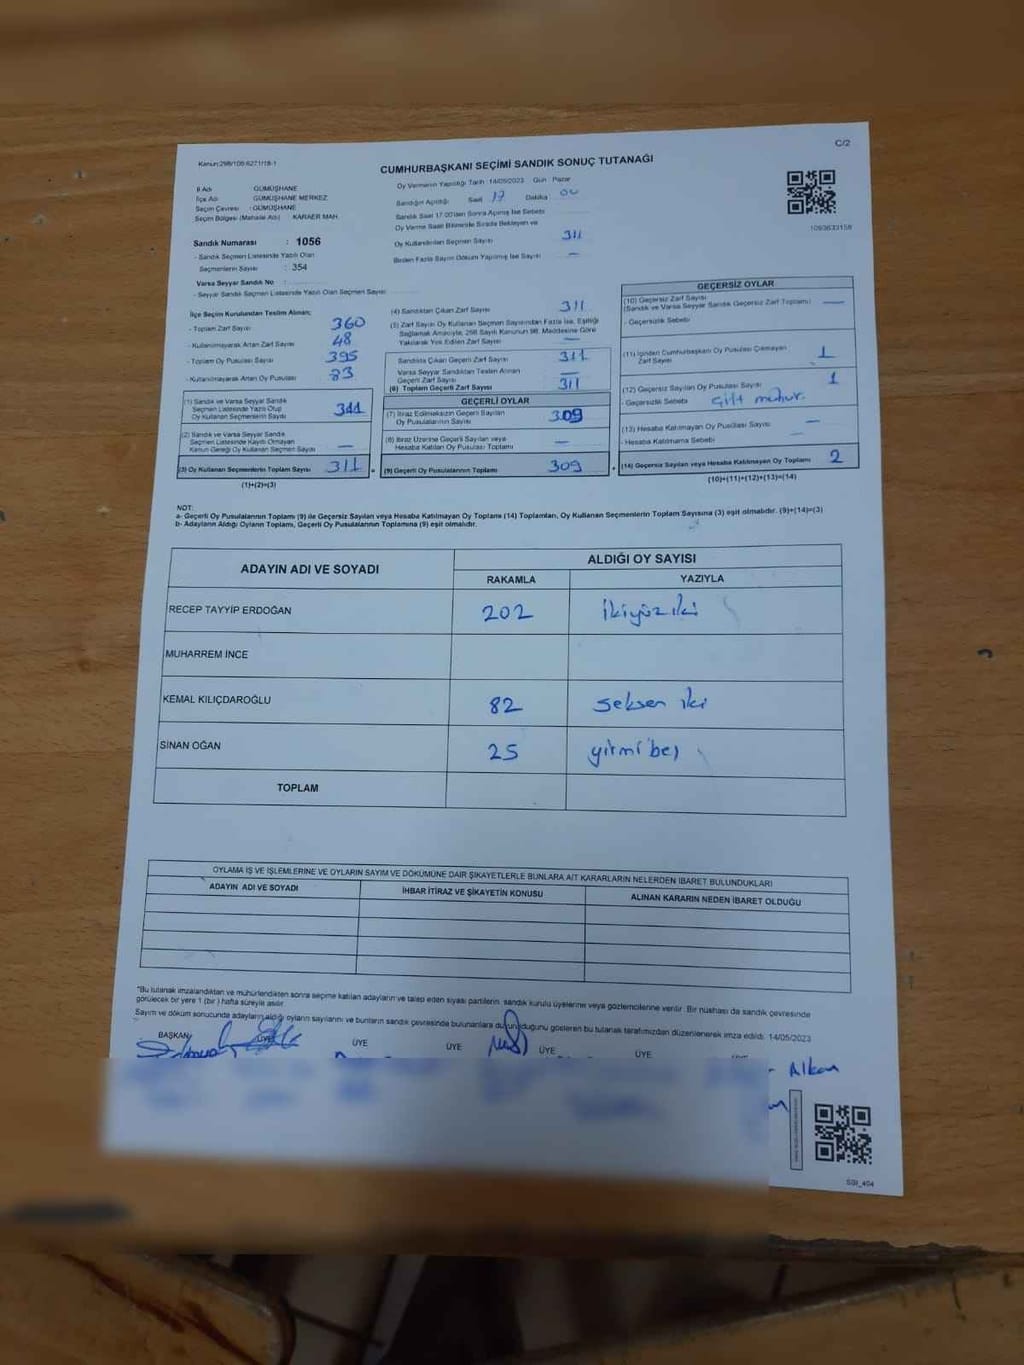 Kanun:298/105-6271/18-1
C/2
CUMHURBAŞKANI SEÇİMİ SANDIK SONUÇ TUTANAĞI
İl Adı GÜMÜŞHANE
İlçe Adı GÜMÜŞHANE MERKEZ
Seçim Çevresi : GÜMÜŞHANE
Seçim Bölgesi (Mahalle Adı) : KARAER MAH.
Oy Vermenin Yapıldığı Tarih : 14/05/2023 Gün : Pazar
Sandığın Açıldığı Saat 17 Dakika 00
Sandık Saat 17.00'den Sonra Açılmış İse Sebebi
Oy Verme Saati Bitiminde Sırada Bekleyen ve
Oy Kullandırılan Seçmen Sayısı 311
Birden Fazla Sayım Döküm Yapılmış İse Sayısı —
1093633158
Sandık Numarası : 1056
- Sandık Seçmen Listesinde Yazılı Olan
Seçmenlerin Sayısı : 354
Varsa Seyyar Sandık No :
- Seyyar Sandık Seçmen Listesinde Yazılı Olan Seçmen Sayısı
İlçe Seçim Kurulundan Teslim Alınan;
- Toplam Zarf Sayısı 360
- Kullanılmayarak Artan Zarf Sayısı 48
- Toplam Oy Pusulası Sayısı 395
- Kullanılmayarak Artan Oy Pusulası 83
(1) Sandık ve Varsa Seyyar Sandık
Seçmen Listesinde Yazılı Olup
Oy Kullanan Seçmenlerin Sayısı 311
(2) Sandık ve Varsa Seyyar Sandık
Seçmen Listesinde Kayıtlı Olmayan
Kanun Gereği Oy Kullanan Seçmen Sayısı —
(3) Oy Kullanan Seçmenlerin Toplam Sayısı 311 =
(1)+(2)=(3)
(4) Sandıktan Çıkan Zarf Sayısı 311
(5) Zarf Sayısı Oy Kullanan Seçmen Sayısından Fazla İse, Eşitliği
Sağlamak Amacıyla, 298 Sayılı Kanunun 98. Maddesine Göre
Yakılarak Yok Edilen Zarf Sayısı —
Sandıkta Çıkan Geçerli Zarf Sayısı 311
Varsa Seyyar Sandıktan Teslim Alınan
Geçerli Zarf Sayısı —
(6) Toplam Geçerli Zarf Sayısı 311
GEÇERLİ OYLAR
(7) İtiraz Edilmeksizin Geçerli Sayılan
Oy Pusulasının Sayısı 309
(8) İtiraz Üzerine Geçerli Sayılan veya
Hesaba Katılan Oy Pusulası Toplamı —
(9) Geçerli Oy Pusulalarının Toplamı 309 +
GEÇERSİZ OYLAR
(10) Geçersiz Zarf Sayısı
(Sandık ve Varsa Seyyar Sandık Geçersiz Zarf Toplamı) —
- Geçersizlik Sebebi
(11) İçinden Cumhurbaşkanı Oy Pusulası Çıkmayan
Zarf Sayısı 1
(12) Geçersiz Sayılan Oy Pusulası Sayısı 1
- Geçersizlik Sebebi Çift mühür.
(13) Hesaba Katılmayan Oy Pusulası Sayısı —
- Hesaba Katılmama Sebebi
(14) Geçersiz Sayılan veya Hesaba Katılmayan Oy Toplamı 2
(10)+(11)+(12)+(13)=(14)
NOT:
a- Geçerli Oy Pusulalarının Toplamı (9) ile Geçersiz Sayılan veya Hesaba Katılmayan Oy Toplamı (14) Toplamları, Oy Kullanan Seçmenlerin Toplam Sayısına (3) eşit olmalıdır. (9)+(14)=(3)
b- Adayların Aldığı Oyların Toplamı, Geçerli Oy Pusulalarının Toplamına (9) eşit olmalıdır.
ADAYIN ADI VE SOYADI
ALDIĞI OY SAYISI
RAKAMLA YAZIYLA
RECEP TAYYİP ERDOĞAN 202 ikiyüziki
MUHARREM İNCE
KEMAL KILIÇDAROĞLU 82 seksen iki
SİNAN OĞAN 25 yirmibeş
TOPLAM
OYLAMA İŞ VE İŞLEMLERİNE VE OYLARIN SAYIM VE DÖKÜMÜNE DAİR ŞİKAYETLERLE BUNLARA AİT KARARLARIN NELERDEN İBARET BULUNDUKLARI
ADAYIN ADI VE SOYADI İHBAR İTİRAZ VE ŞİKAYETİN KONUSU ALINAN KARARIN NEDEN İBARET OLDUĞU
*Bu tutanak imzalandıktan ve mühürlendikten sonra seçime katılan adayların ve talep eden siyasi partilerin, sandık kurulu üyelerine veya gözlemcilerine verilir. Bir nüshası da sandık çevresinde
görülecek bir yere 1 (bir) hafta süreyle asılır.
Sayım ve döküm sonucunda adayların aldığı oyların sayılarını ve bunların sandık çevresinde bulunanlara duyurulduğunu gösteren bu tutanak tarafımızdan düzenlenerek imza edildi. 14/05/2023
BAŞKAN ÜYE ÜYE ÜYE ÜYE ÜYE
Alkan
SGI_404